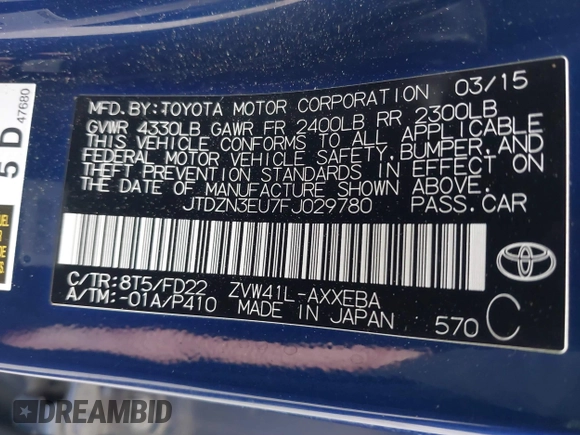 03/15
MFD.BY:TOYOTA MOTOR CORPORATION
GVWR 4330LB GAWR FR 2400LB RR 2300LB
THIS VEHICLE CONFORMS TO ALL APPLICABLE
FEDERAL MOTOR VEHICLE SAFETY,BUMPER,AND
THEFT PREVENTION STANDARDS IN EFFECT ON
THE DATE OF MANUFACTURE SHOWN ABOVE.
JTDZN3EU7FJ029780 PASS.CAR
C/TR:8T5/FD22 ZVW41L-AXXEBA
A/TM:-01A/P410 MADE IN JAPAN
570 C
5 D
47680
DREAMBID